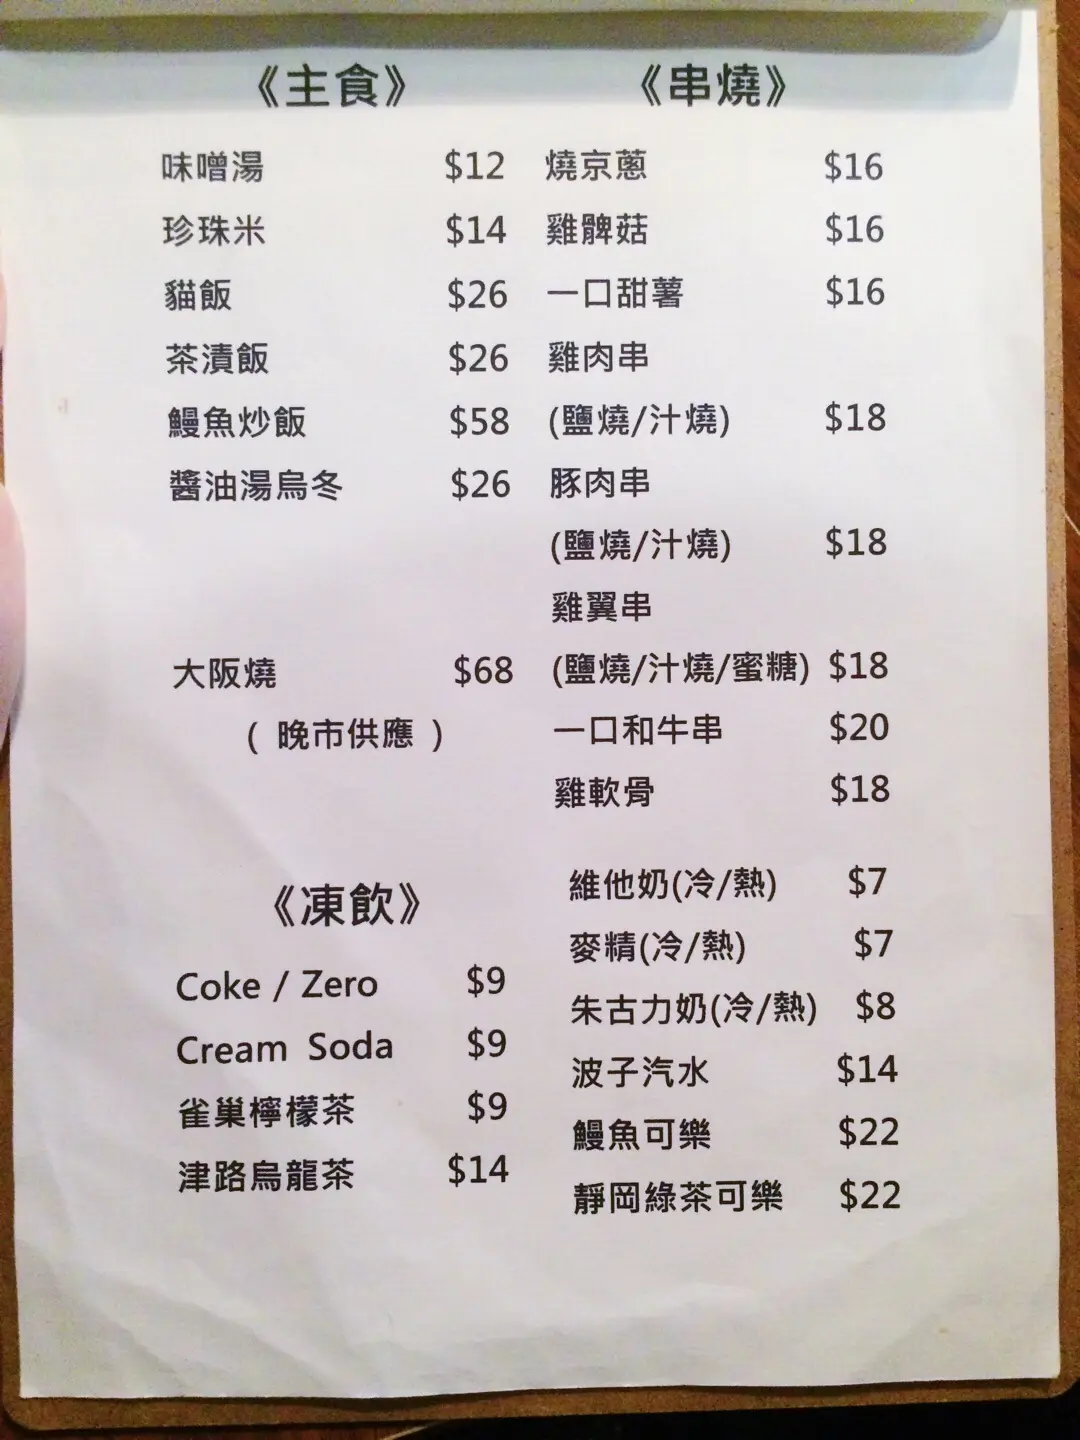 《主食》
味噌湯 $12
珍珠米 $14
貓飯 $26
茶漬飯 $26
鰻魚炒飯 $58
醬油湯烏冬 $26
大阪燒 $68
( 晚市供應 )
《串燒》
燒京蔥 $16
雞髀菇 $16
一口甜薯 $16
雞肉串
(鹽燒/汁燒) $18
豚肉串
(鹽燒/汁燒) $18
雞翼串
(鹽燒/汁燒/蜜糖) $18
一口和牛串 $20
雞軟骨 $18
《凍飲》
Coke / Zero $9
Cream Soda $9
雀巢檸檬茶 $9
津路烏龍茶 $14
維他奶(冷/熱) $7
麥精(冷/熱) $7
朱古力奶(冷/熱) $8
波子汽水 $14
鰻魚可樂 $22
靜岡綠茶可樂 $22